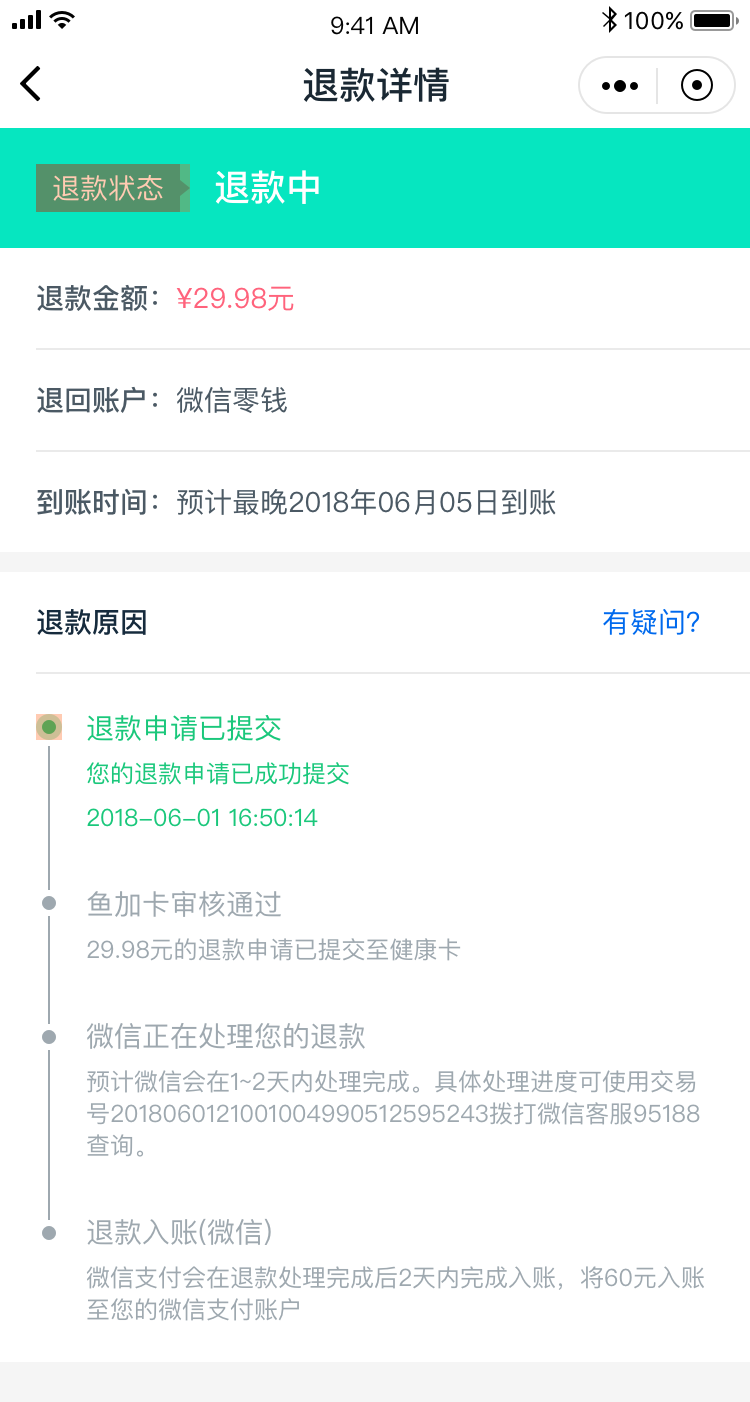 9:41 AM
100%
退款详情
退款状态
退款中
退款金额：¥29.98元
退回账户：微信零钱
到账时间：预计最晚2018年06月05日到账
退款原因
有疑问?
退款申请已提交
您的退款申请已成功提交
2018-06-01 16:50:14
鱼加卡审核通过
29.98元的退款申请已提交至健康卡
微信正在处理您的退款
预计微信会在1~2天内处理完成。具体处理进度可使用交易
号2018060121001004990512595243拨打微信客服95188
查询。
退款入账(微信)
微信支付会在退款处理完成后2天内完成入账，将60元入账
至您的微信支付账户